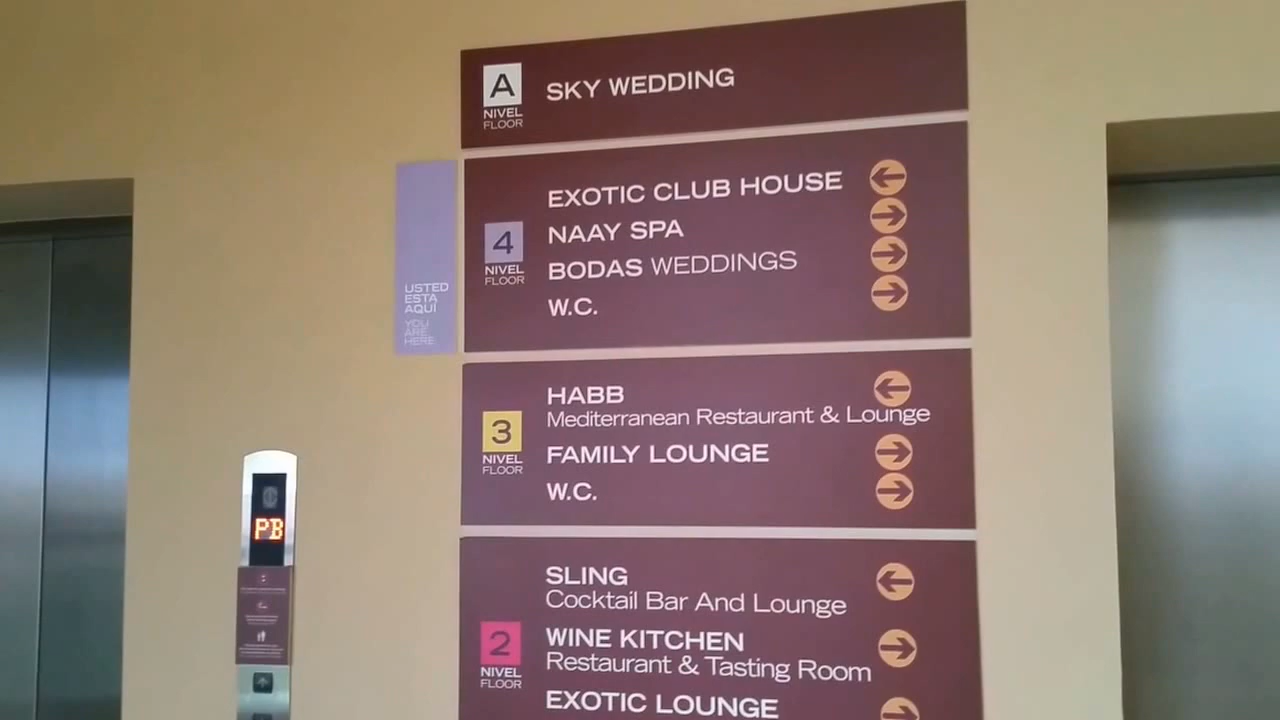 A
NIVEL
FLOOR
SKY WEDDING
USTED
ESTA
AQUÍ
YOU
ARE
HERE
4
NIVEL
FLOOR
EXOTIC CLUB HOUSE
NAAY SPA
BODAS WEDDINGS
W.C.
3
NIVEL
FLOOR
HABB
Mediterranean Restaurant & Lounge
FAMILY LOUNGE
W.C.
2
NIVEL
FLOOR
SLING
Cocktail Bar And Lounge
WINE KITCHEN
Restaurant & Tasting Room
EXOTIC LOUNGE
PB